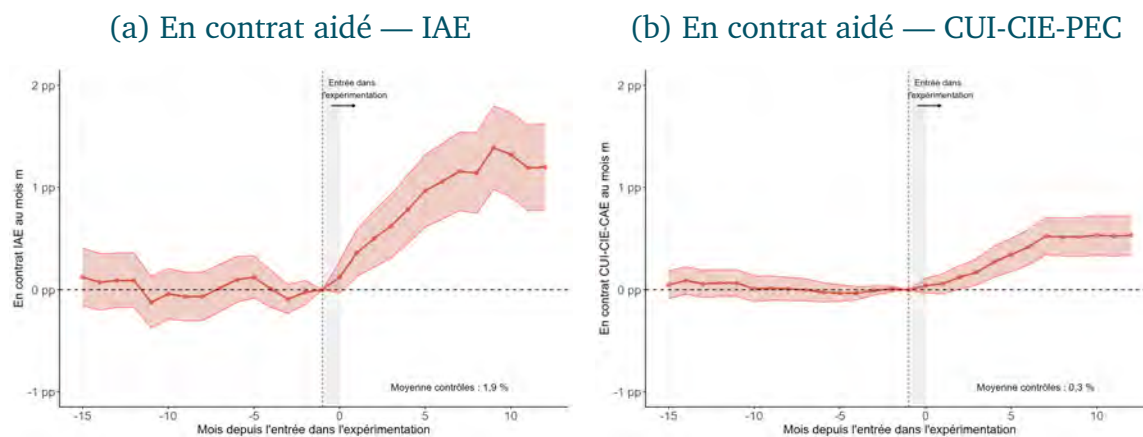 (a) En contrat aidé — IAE
En contrat IAE au mois m
2 pp
1 pp
0 pp
-1 pp
Entrée dans
l'expérimentation
Moyenne contrôles : 1,9 %
-15 -10 -5 0 5 10
Mois depuis l'entrée dans l'expérimentation
(b) En contrat aidé — CUI-CIE-PEC
En contrat CUI-CIE-CAE au mois m
2 pp
1 pp
0 pp
-1 pp
Entrée dans
l'expérimentation
Moyenne contrôles : 0,3 %
-15 -10 -5 0 5 10
Mois depuis l'entrée dans l'expérimentation